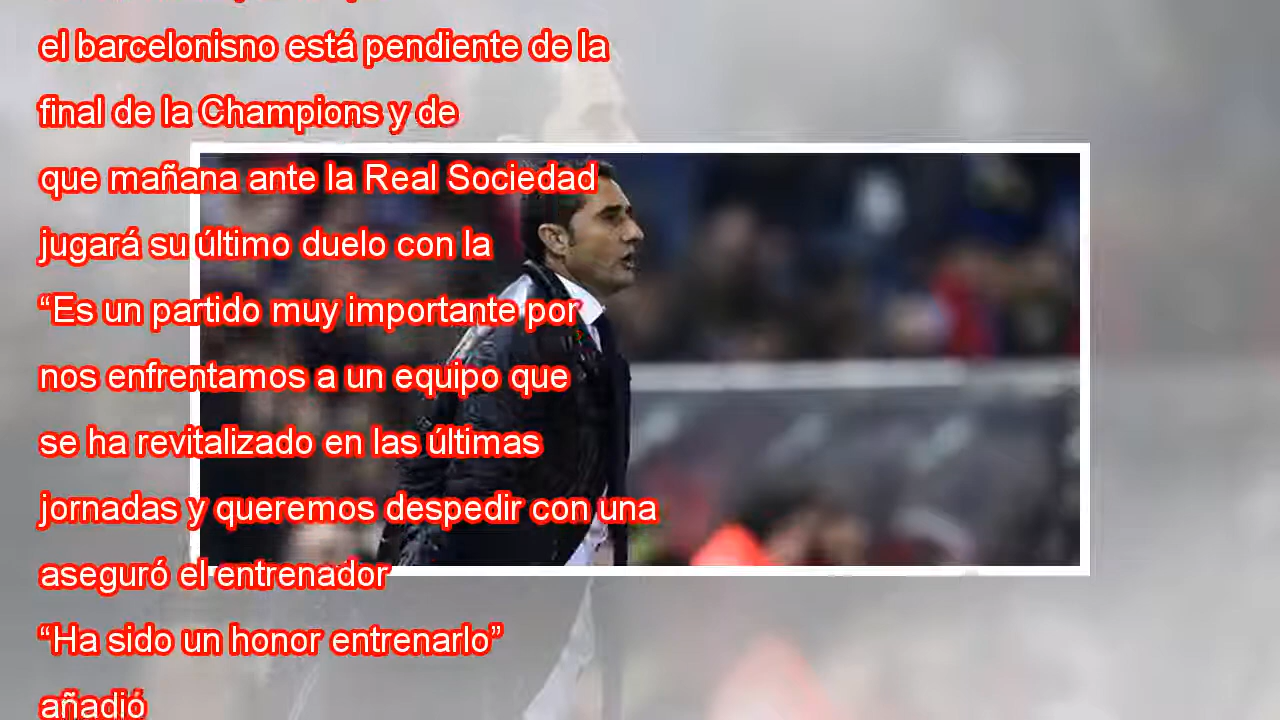 el barcelonisno está pendiente de la
final de la Champions y de
que mañana ante la Real Sociedad
jugará su último duelo con la
“Es un partido muy importante por
nos enfrentamos a un equipo que
se ha revitalizado en las últimas
jornadas y queremos despedir con una
aseguró el entrenador
“Ha sido un honor entrenarlo”
añadió